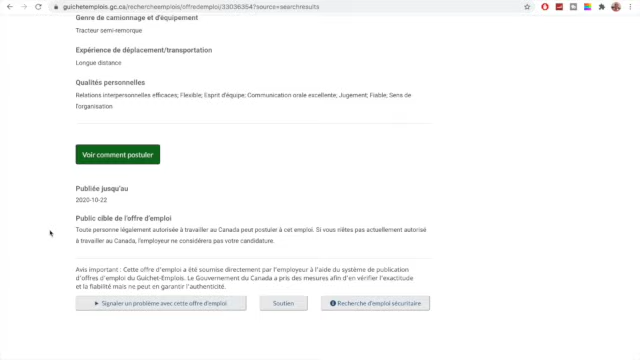 guichetemplois.gc.ca/rechercheemplois/offredemploi/33036354?source=searchresults
Genre de camionnage et d'équipement
Tracteur semi-remorque
Expérience de déplacement/transportation
Longue distance
Qualités personnelles
Relations interpersonnelles efficaces; Flexible; Esprit d'équipe; Communication orale excellente; Jugement; Fiable, Sens de
l'organisation
Voir comment postuler
Publiée jusqu'au
2020-10-22
Public cible de l'offre d'emploi
Toute personne légalement autorisée à travailler au Canada peut postuler à cet emploi. Si vous n'êtes pas actuellement autorisé
à travailler au Canada, l'employeur ne considérera pas votre candidature.
Avis important : Cette offre d'emploi a été soumise directement par l'employeur à l'aide du système de publication
d'offres d'emploi du Guichet-Emplois. Le Gouvernement du Canada a pris des mesures afin d'en vérifier l'exactitude
et la fiabilité mais ne peut en garantir l'authenticité.
► Signaler un problème avec cette offre d'emploi
Soutien
Recherche d'emploi sécuritaire